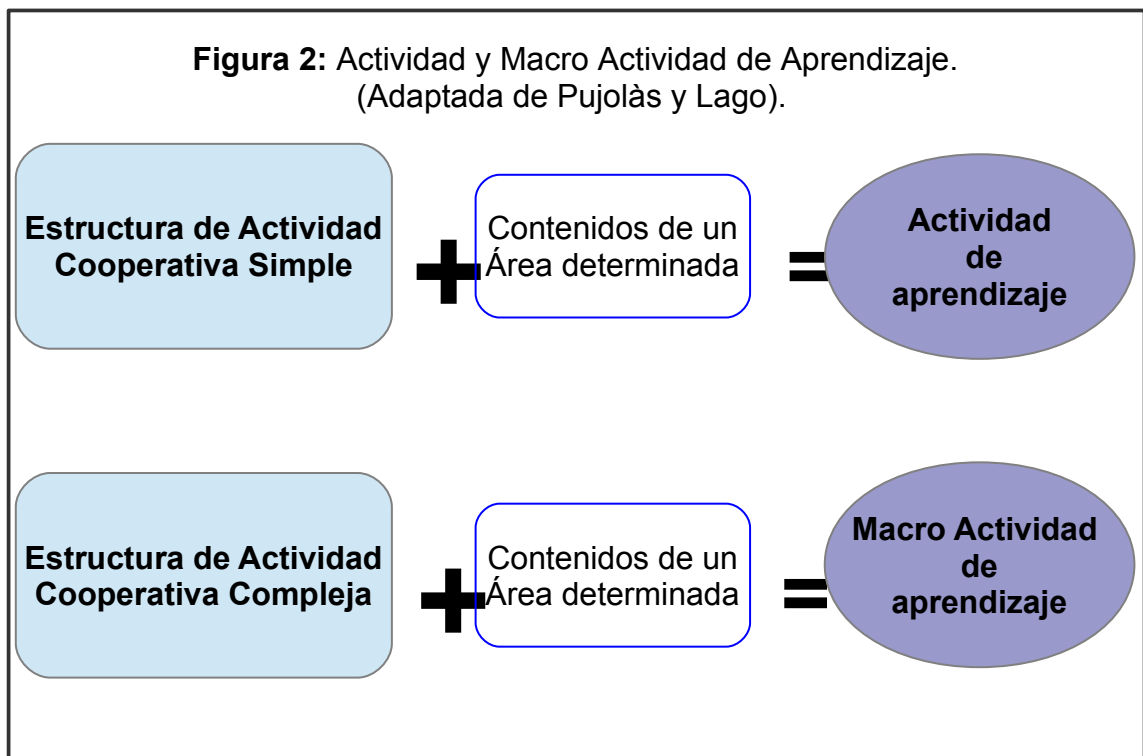 Figura 2: Actividad y Macro Actividad de Aprendizaje.
(Adaptada de Pujolàs y Lago).
Estructura de Actividad
Cooperativa Simple
+
Contenidos de un
Área determinada
=
Actividad
de
aprendizaje
Estructura de Actividad
Cooperativa Compleja
+
Contenidos de un
Área determinada
=
Macro Actividad
de
aprendizaje